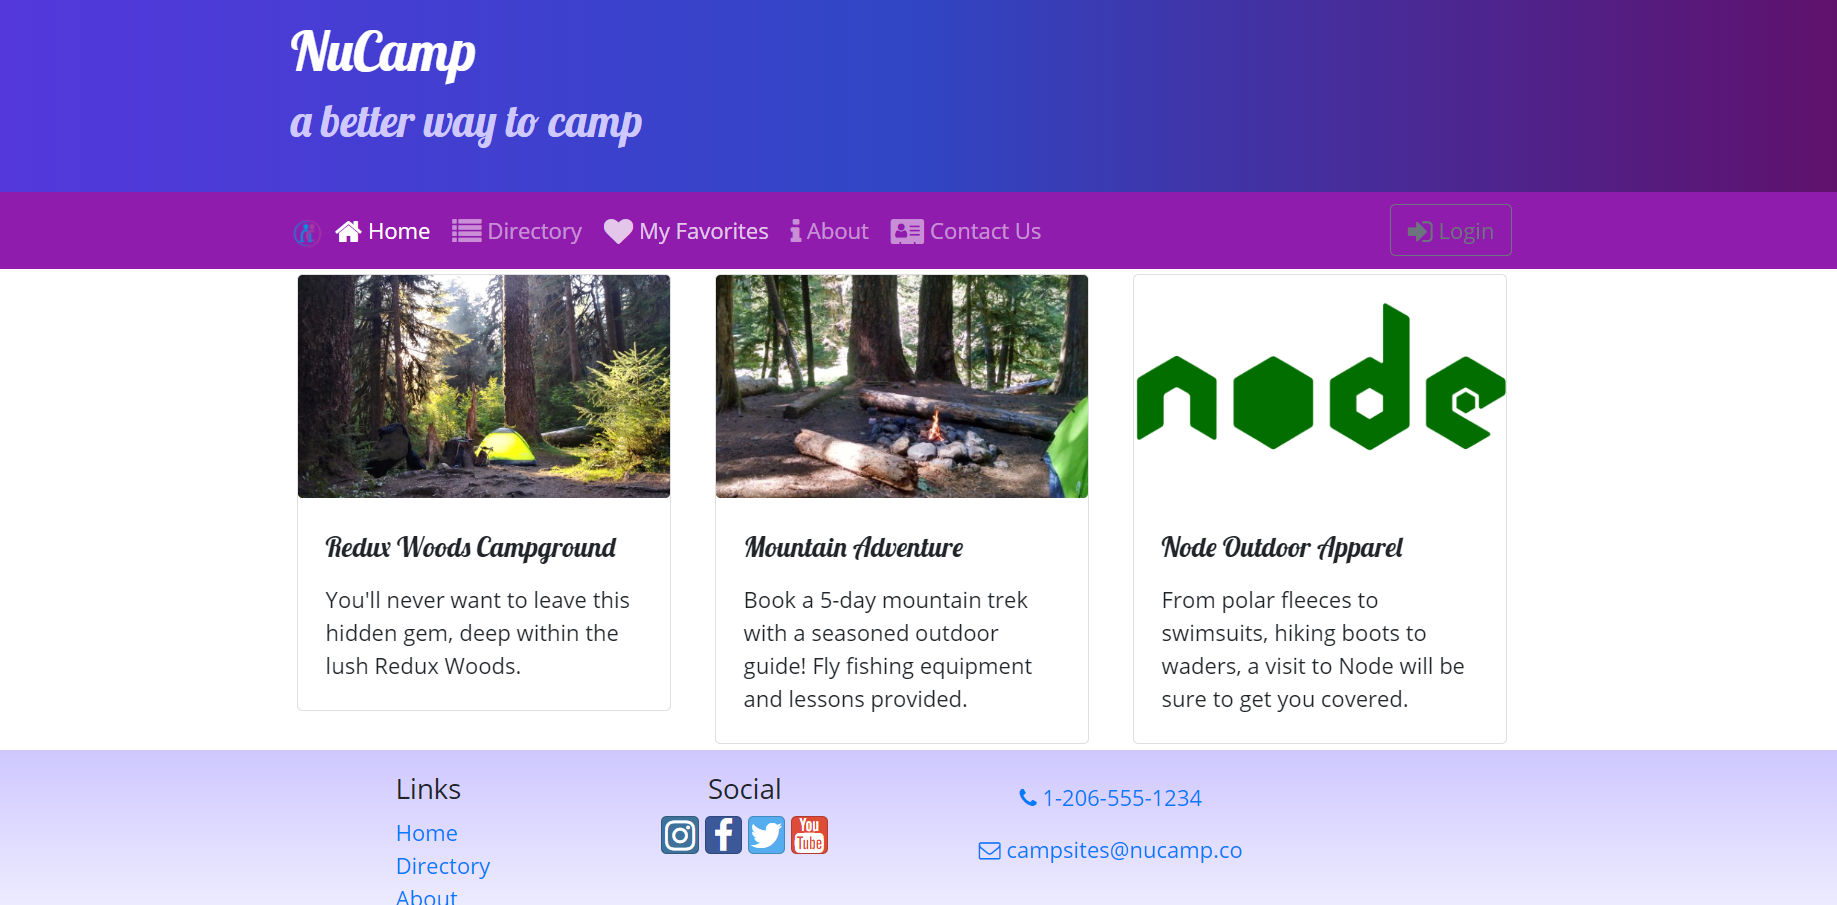 NuCamp
a better way to camp
Home Directory My Favorites About Contact Us Login
node
Redux Woods Campground
You'll never want to leave this
hidden gem, deep within the
lush Redux Woods.
Mountain Adventure
Book a 5-day mountain trek
with a seasoned outdoor
guide! Fly fishing equipment
and lessons provided.
Node Outdoor Apparel
From polar fleeces to
swimsuits, hiking boots to
waders, a visit to Node will be
sure to get you covered.
Links
Home
Directory
About
Social
You
Tube
1-206-555-1234
campsites@nucamp.co